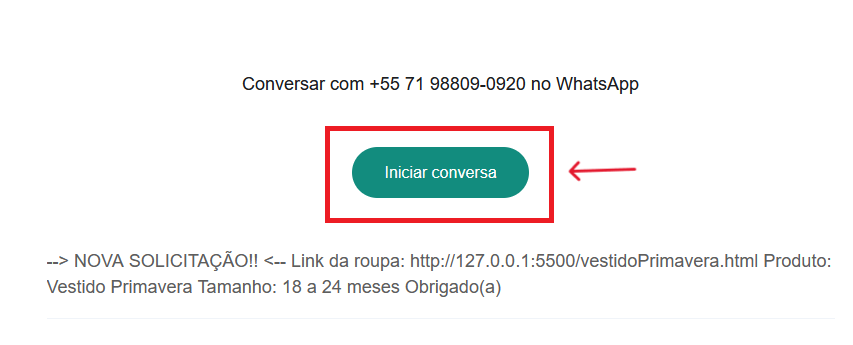 Conversar com +55 71 98809-0920 no WhatsApp
Iniciar conversa
--> NOVA SOLICITAÇÃO!! <-- Link da roupa: http://127.0.0.1:5500/vestidoPrimavera.html Produto:
Vestido Primavera Tamanho: 18 a 24 meses Obrigado(a)